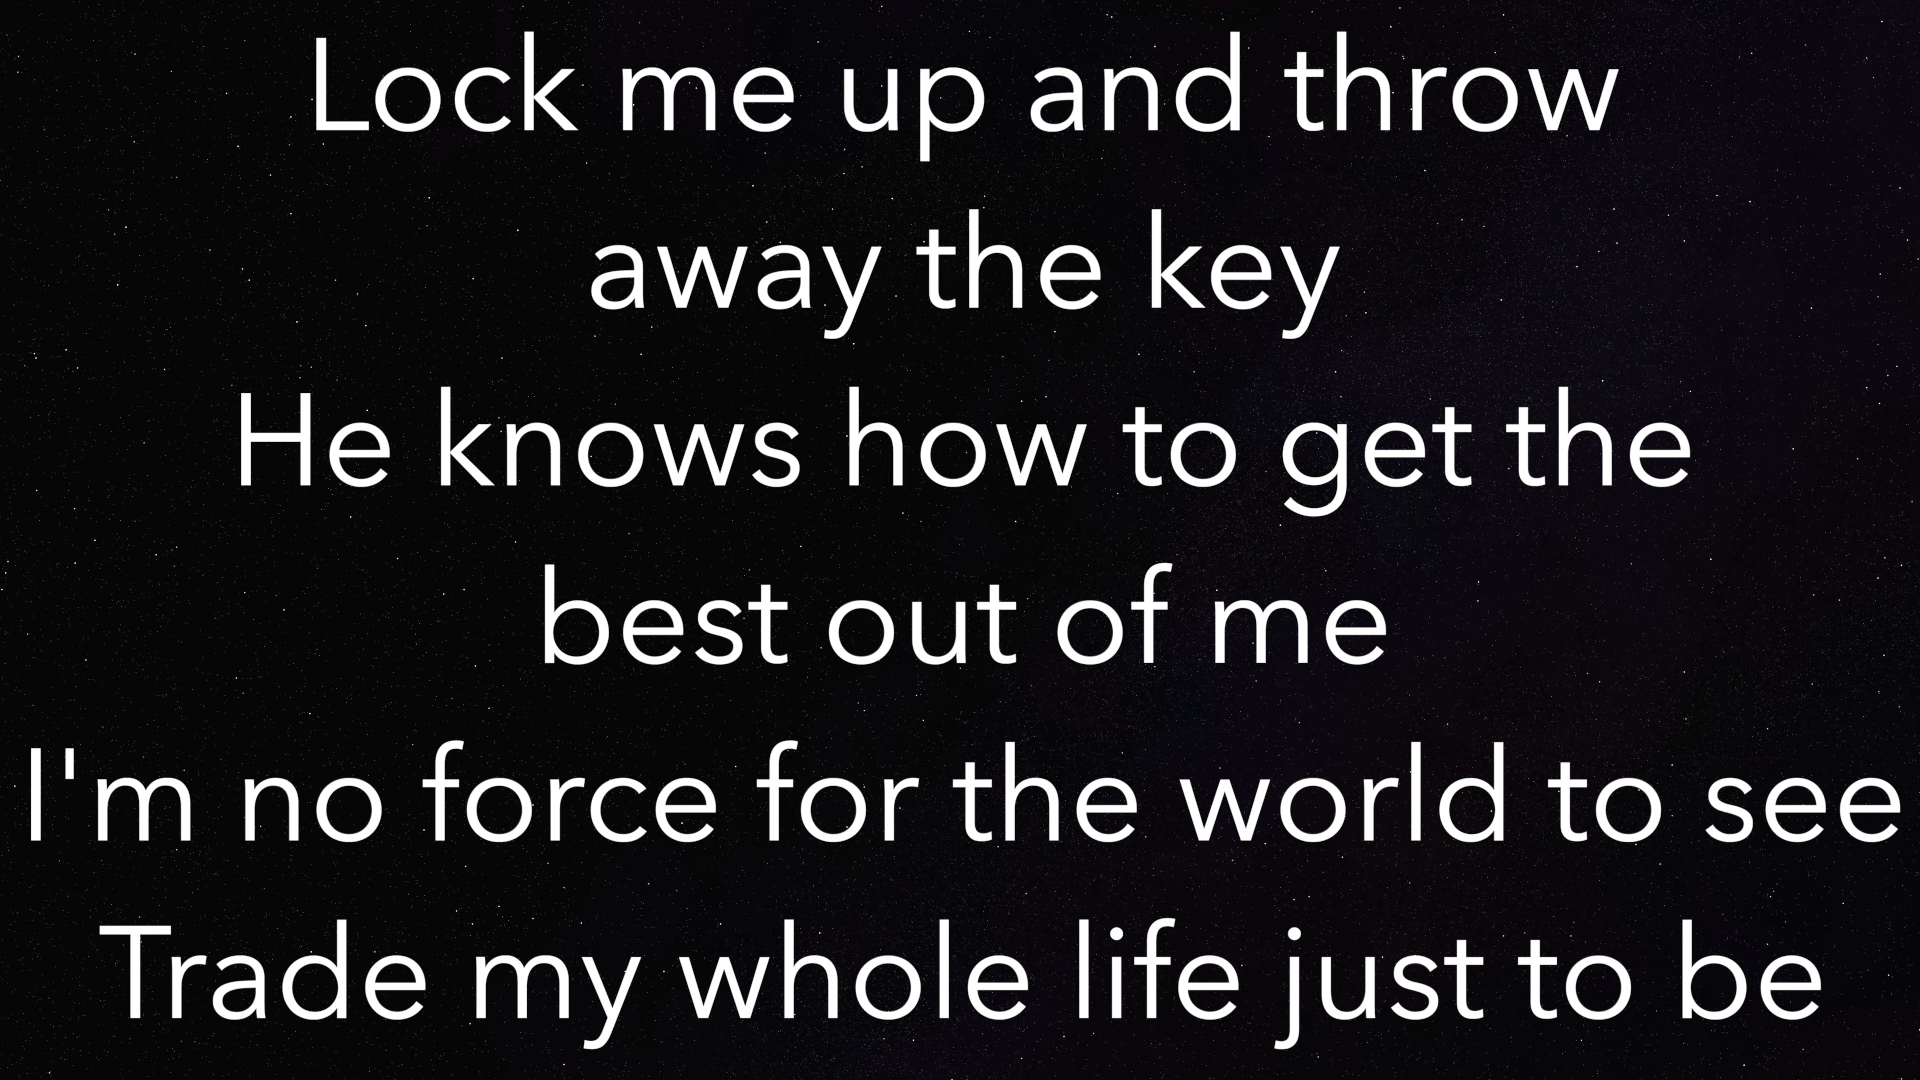 Lock me up and throw
away the key
He knows how to get the
best out of me
I'm no force for the world to see
Trade my whole life just to be